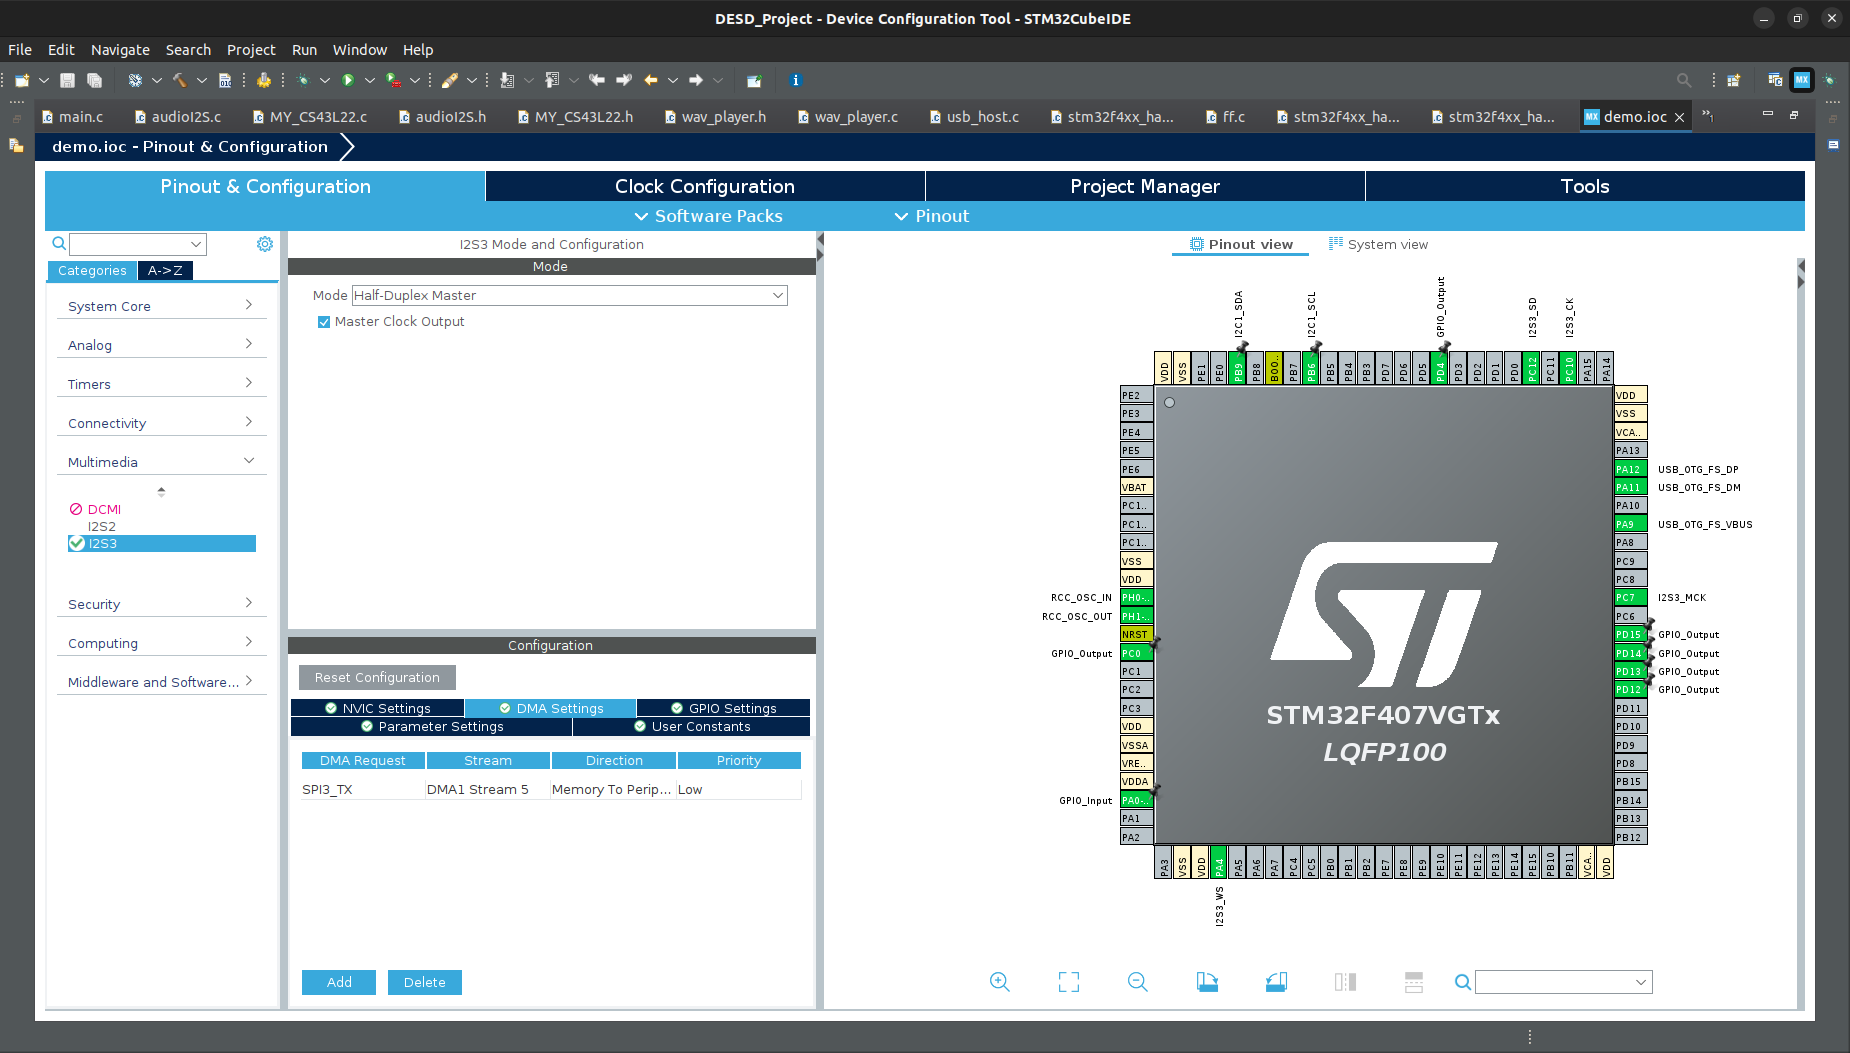 DESD_Project - Device Configuration Tool - STM32CubeIDE
File Edit Navigate Search Project Run Window Help
main.c audioI2S.c MY_CS43L22.c audioI2S.h MY_CS43L22.h wav_player.h wav_player.c usb_host.c stm32f4xx_ha... ff.c stm32f4xx_ha... stm32f4xx_ha... MX demo.ioc
demo.ioc - Pinout & Configuration
Pinout & Configuration Clock Configuration Project Manager Tools
Software Packs Pinout
Categories A->Z
System Core
Analog
Timers
Connectivity
Multimedia
DCMI
I2S2
I2S3
Security
Computing
Middleware and Software...
I2S3 Mode and Configuration
Mode
Mode Half-Duplex Master
Master Clock Output
Configuration
Reset Configuration
NVIC Settings DMA Settings GPIO Settings
Parameter Settings User Constants
DMA Request Stream Direction Priority
SPI3_TX DMA1 Stream 5 Memory To Perip... Low
Add Delete
Pinout view System view
I2C1_SDA I2C1_SCL GPIO_Output I2S3_SD I2S3_CK
VDD VSS PE1 PE0 PB9 PB8 BOO.. PB7 PB6 PB5 PB4 PB3 PD7 PD6 PD5 PD4 PD3 PD2 PD1 PD0 PC12 PC11 PC10 PA15 PA14
PE2
PE3
PE4
PE5
PE6
VBAT
PC1..
PC1..
PC1..
VSS
VDD
RCC_OSC_IN PH0-..
RCC_OSC_OUT PH1-..
NRST
GPIO_Output PC0
PC1
PC2
PC3
VDD
VSSA
VRE..
VDDA
GPIO_Input PA0-..
PA1
PA2
STM32F407VGTx
LQFP100
VDD
VSS
VCA..
PA13
PA12 USB_OTG_FS_DP
PA11 USB_OTG_FS_DM
PA10
PA9 USB_OTG_FS_VBUS
PA8
PC9
PC8
PC7 I2S3_MCK
PC6
PD15 GPIO_Output
PD14 GPIO_Output
PD13 GPIO_Output
PD12 GPIO_Output
PD11
PD10
PD9
PD8
PB15
PB14
PB13
PB12
PA3 VSS VDD PA4 PA5 PA6 PA7 PC4 PC5 PB0 PB1 PB2 PE7 PE8 PE9 PE10 PE11 PE12 PE13 PE14 PE15 PB10 PB11 VCA.. VDD
I2S3_WS